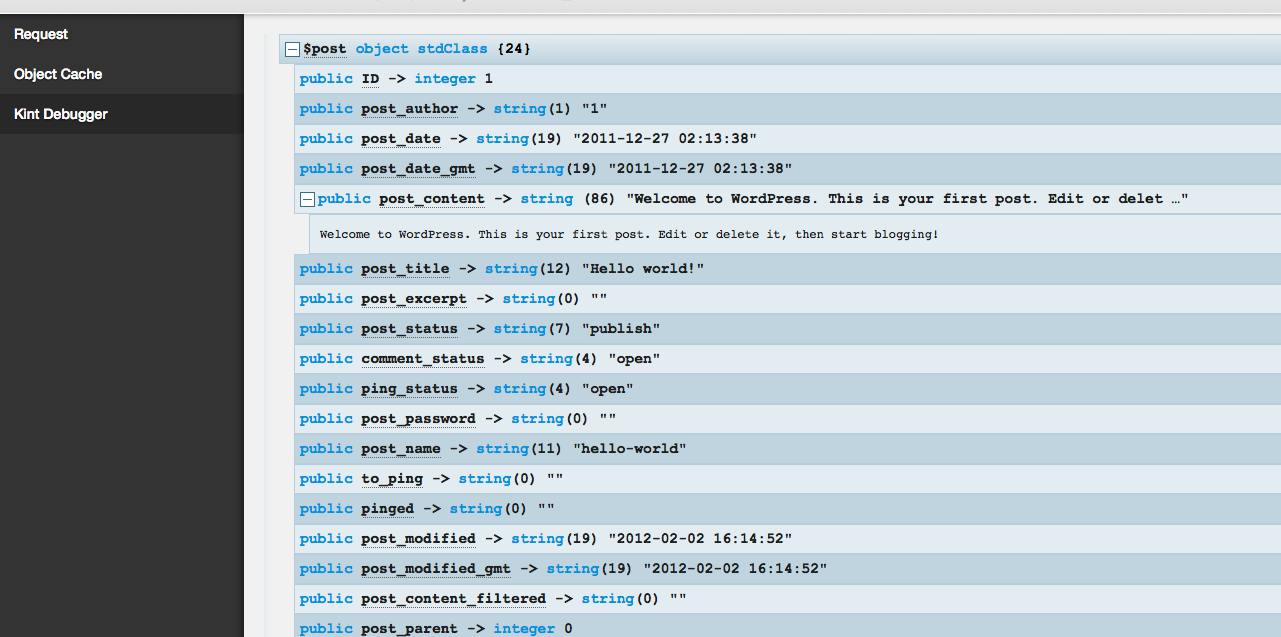 Request
Object Cache
Kint Debugger
$post object stdClass {24}
public ID -> integer 1
public post_author -> string(1) "1"
public post_date -> string(19) "2011-12-27 02:13:38"
public post_date_gmt -> string(19) "2011-12-27 02:13:38"
public post_content -> string (86) "Welcome to WordPress. This is your first post. Edit or delet …"
Welcome to WordPress. This is your first post. Edit or delete it, then start blogging!
public post_title -> string(12) "Hello world!"
public post_excerpt -> string(0) ""
public post_status -> string(7) "publish"
public comment_status -> string(4) "open"
public ping_status -> string(4) "open"
public post_password -> string(0) ""
public post_name -> string(11) "hello-world"
public to_ping -> string(0) ""
public pinged -> string(0) ""
public post_modified -> string(19) "2012-02-02 16:14:52"
public post_modified_gmt -> string(19) "2012-02-02 16:14:52"
public post_content_filtered -> string(0) ""
public post_parent -> integer 0